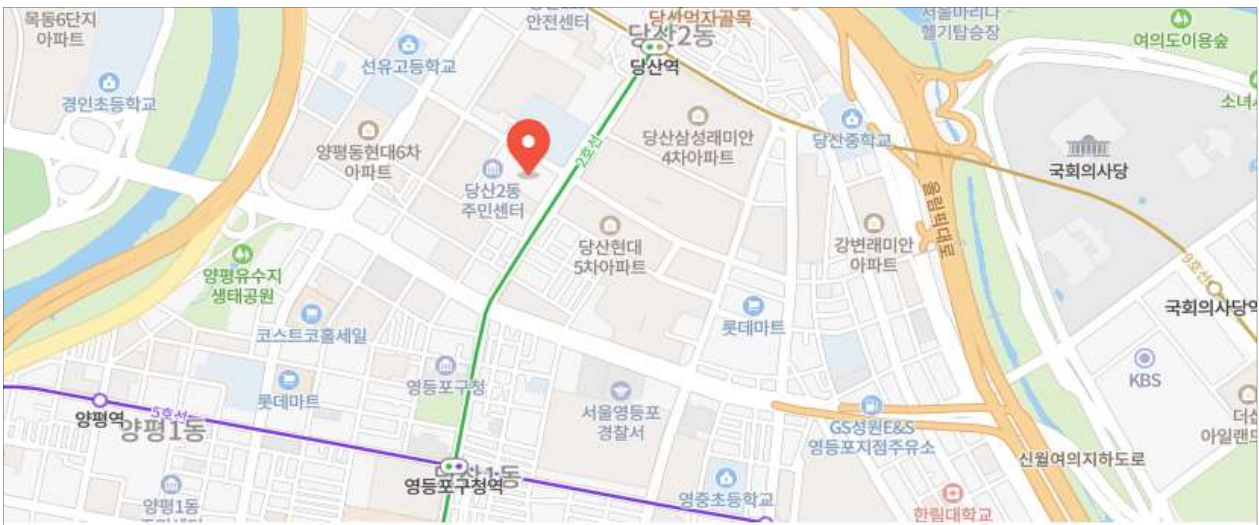 목동6단지
아파트
안전센터
당산먹자골목
당산2동
당산역
서울마리나
헬기탑승장
여의도이용숲
경인초등학교
선유고등학교
양평동현대6차
아파트
당산2동
주민센터
2호선
당산삼성래미안
4차아파트
당산중학교
국회의사당
올림픽대로
당산현대
5차아파트
강변래미안
아파트
9호선
국회의사당역
양평유수지
생태공원
코스트코홀세일
롯데마트
영등포구청
롯데마트
서울영등포
경찰서
KBS
양평역
5호선
양평1동
GS성원E&S
영등포지점주유소
신월여의지하도로
영등포구청역
영중초등학교
양평1동
한림대학교